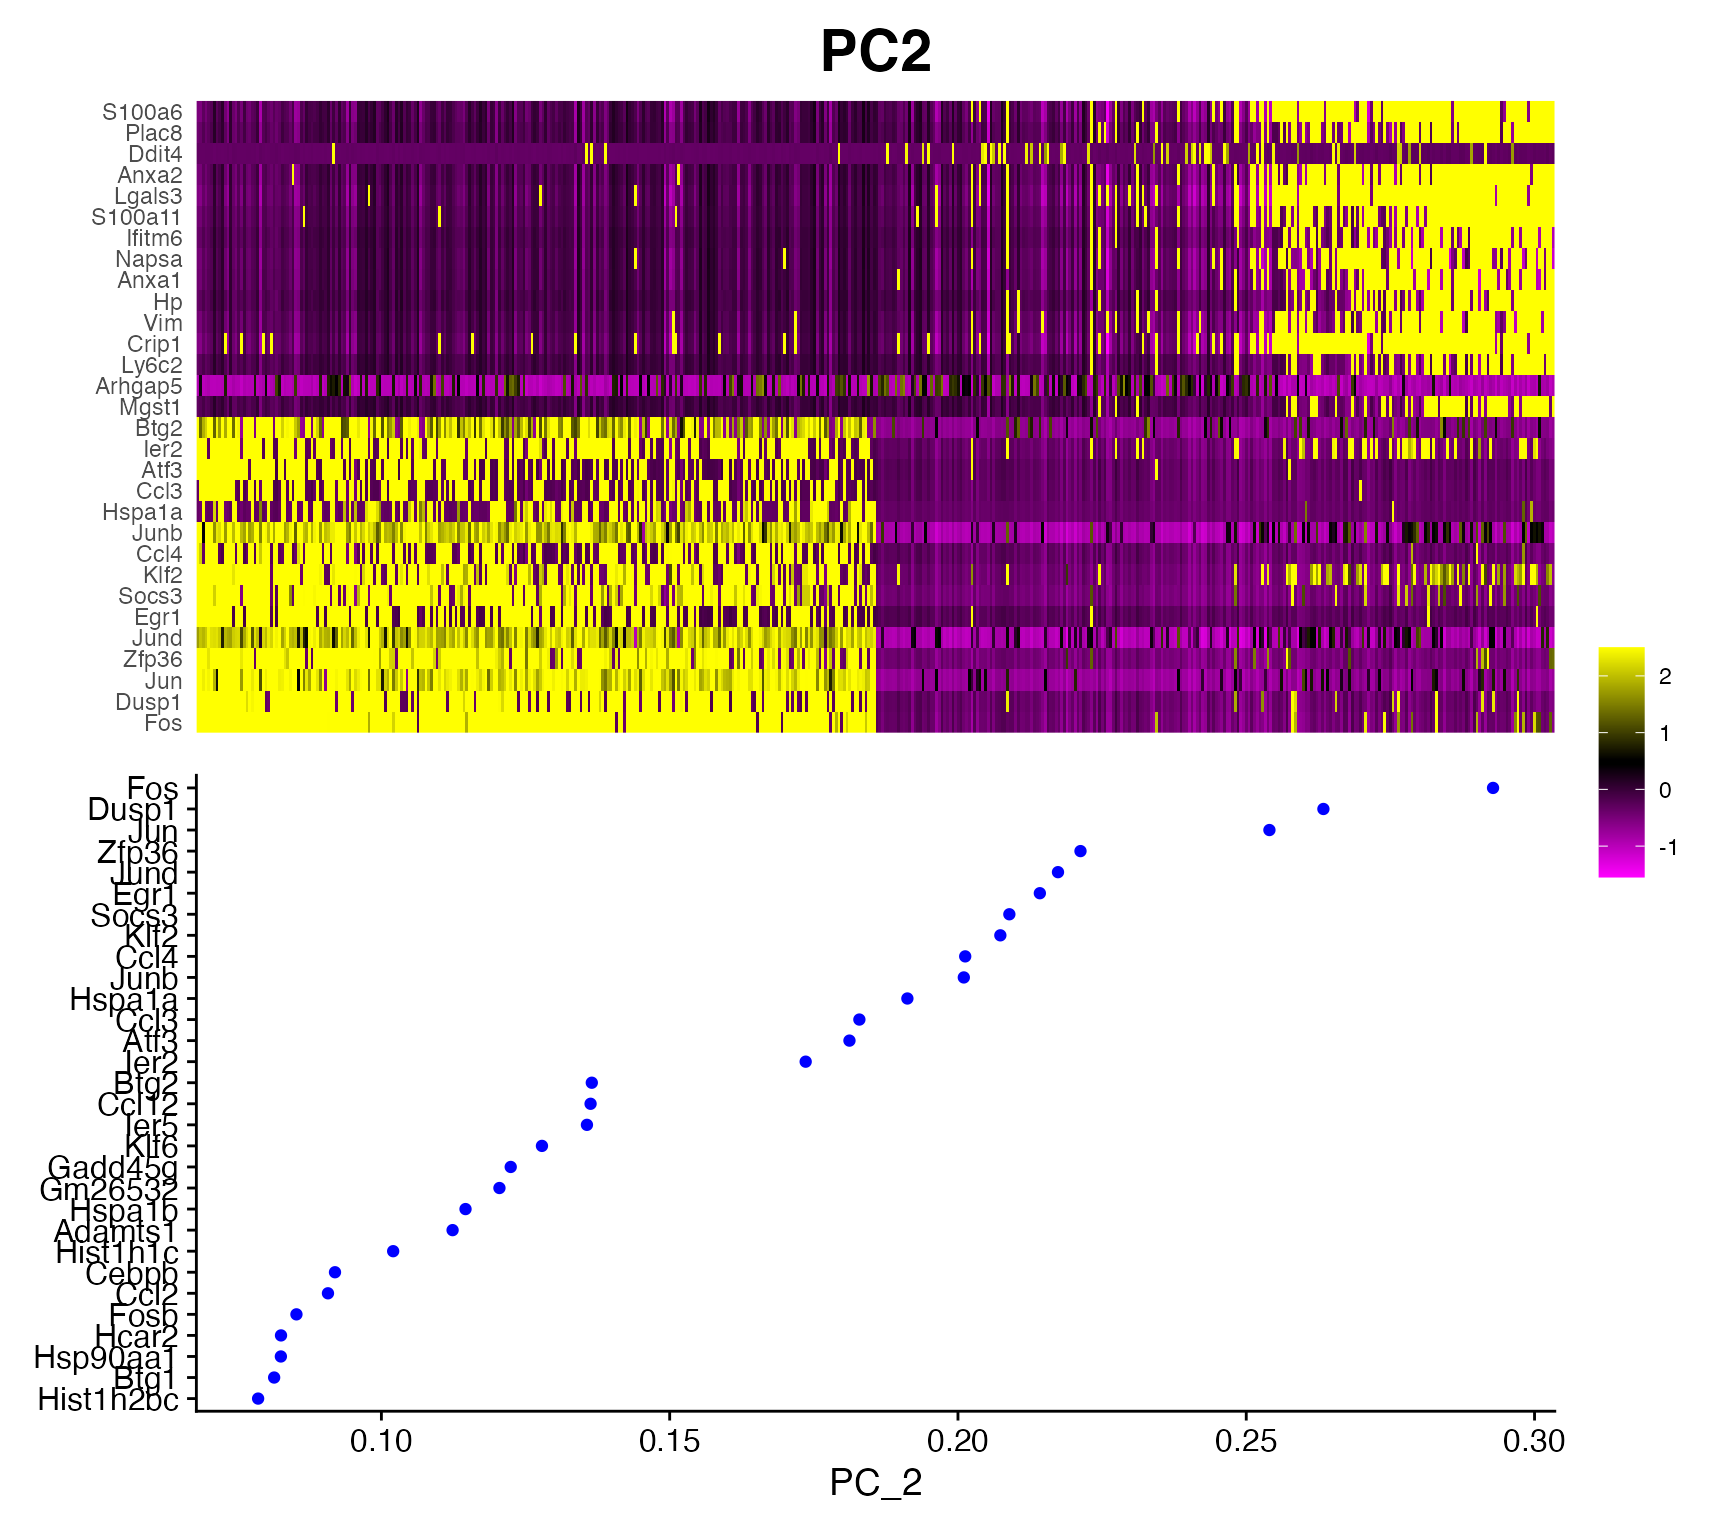 PC2
S100a6
Plac8
Ddit4
Anxa2
Lgals3
S100a11
Ifitm6
Napsa
Anxa1
Hp
Vim
Crip1
Ly6c2
Arhgap5
Mgst1
Btg2
Ier2
Atf3
Ccl3
Hspa1a
Junb
Ccl4
Klf2
Socs3
Egr1
Jund
Zfp36
Jun
Dusp1
Fos
2
1
0
-1
Fos
Dusp1
Jun
Zfp36
Jund
Egr1
Socs3
Klf2
Ccl4
Junb
Hspa1a
Ccl3
Atf3
Ier2
Btg2
Ccl12
Ier5
Klf6
Gadd45g
Gm26532
Hspa1b
Adamts1
Hist1h1c
Cebpb
Ccl2
Fosb
Hcar2
Hsp90aa1
Btg1
Hist1h2bc
0.10 0.15 0.20 0.25 0.30
PC_2